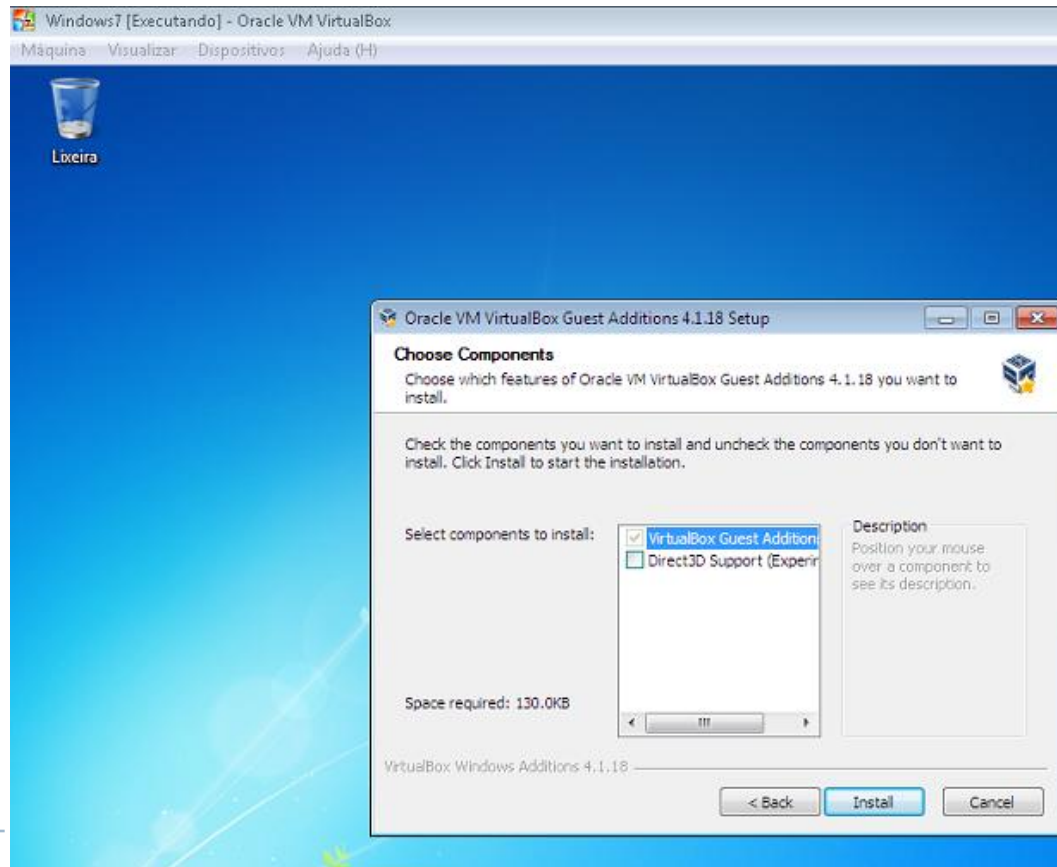 Windows7 [Executando] - Oracle VM VirtualBox
Máquina Visualizar Dispositivos Ajuda (H)
Lixeira
Oracle VM VirtualBox Guest Additions 4.1.18 Setup
Choose Components
Choose which features of Oracle VM VirtualBox Guest Additions 4.1.18 you want to
install.
Check the components you want to install and uncheck the components you don't want to
install. Click Install to start the installation.
Select components to install:
VirtualBox Guest Addition
Direct3D Support (Experim
Description
Position your mouse
over a component to
see its description.
Space required: 130.0KB
VirtualBox Windows Additions 4.1.18
< Back Install Cancel